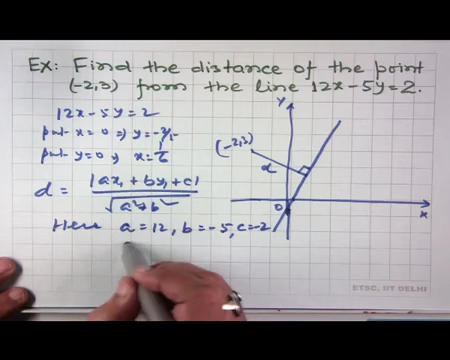 Ex: Find the distance of the point
(-2,3) from the line 12x-5y=2.
12x-5y=2
put x=0 ⇒ y=-2/5
put y=0, x=1/6
d = |ax₁ + by₁ + c| / √(a²+b²)
Here a=12, b=-5, c=-2
Y
(-2,3)
d
O
X
ETSC, IIT DELHI